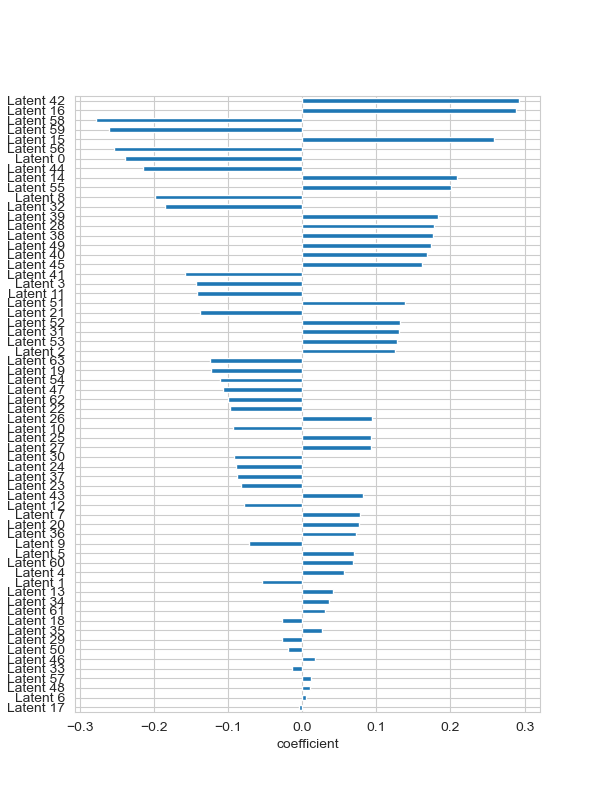 Latent 42
Latent 16
Latent 58
Latent 59
Latent 15
Latent 56
Latent 0
Latent 44
Latent 14
Latent 55
Latent 8
Latent 32
Latent 39
Latent 28
Latent 38
Latent 49
Latent 40
Latent 45
Latent 41
Latent 3
Latent 11
Latent 51
Latent 21
Latent 52
Latent 31
Latent 53
Latent 2
Latent 63
Latent 19
Latent 54
Latent 47
Latent 62
Latent 22
Latent 26
Latent 10
Latent 25
Latent 27
Latent 30
Latent 24
Latent 37
Latent 23
Latent 43
Latent 12
Latent 7
Latent 20
Latent 36
Latent 9
Latent 5
Latent 60
Latent 4
Latent 1
Latent 13
Latent 34
Latent 61
Latent 18
Latent 35
Latent 29
Latent 50
Latent 46
Latent 33
Latent 57
Latent 48
Latent 6
Latent 17
−0.3 −0.2 −0.1 0.0 0.1 0.2 0.3
coefficient